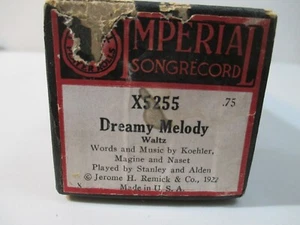 IMPERIAL
SONGRECORD
X5255 .75
Dreamy Melody
Waltz
Words and Music by Koehler,
Magine and Naset
Played by Stanley and Alden
© Jerome H. Remick & Co., 1922
X Made in U. S. A.